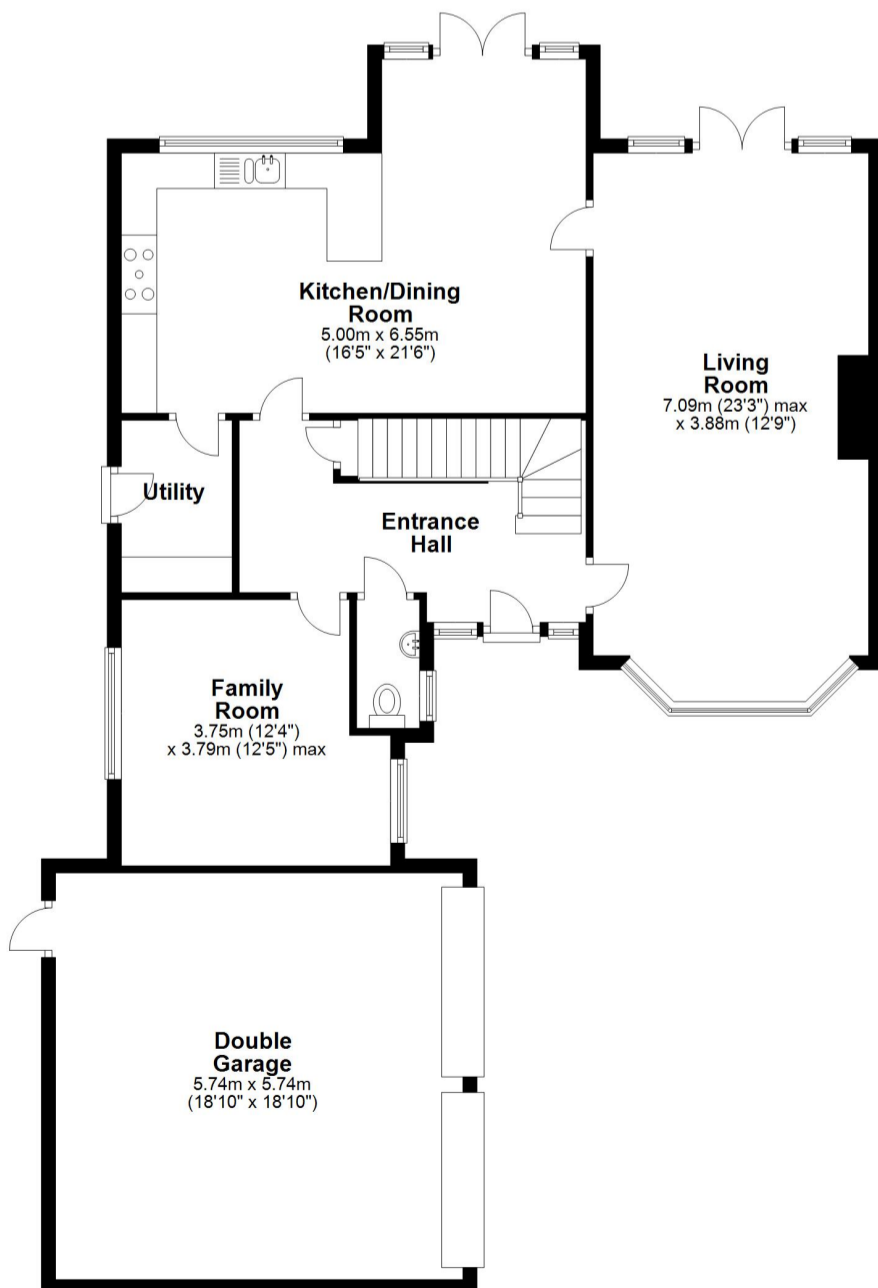 Kitchen/Dining
Room
5.00m x 6.55m
(16'5" x 21'6")
Living
Room
7.09m (23'3") max
x 3.88m (12'9")
Utility
Entrance
Hall
Family
Room
3.75m (12'4")
x 3.79m (12'5") max
Double
Garage
5.74m x 5.74m
(18'10" x 18'10")